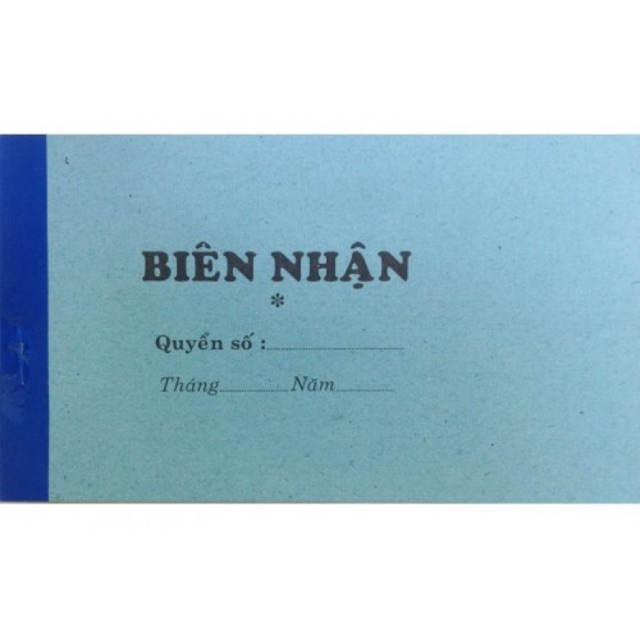 BIÊN NHẬN
*
Quyển số :....................
Tháng.......... Năm..........